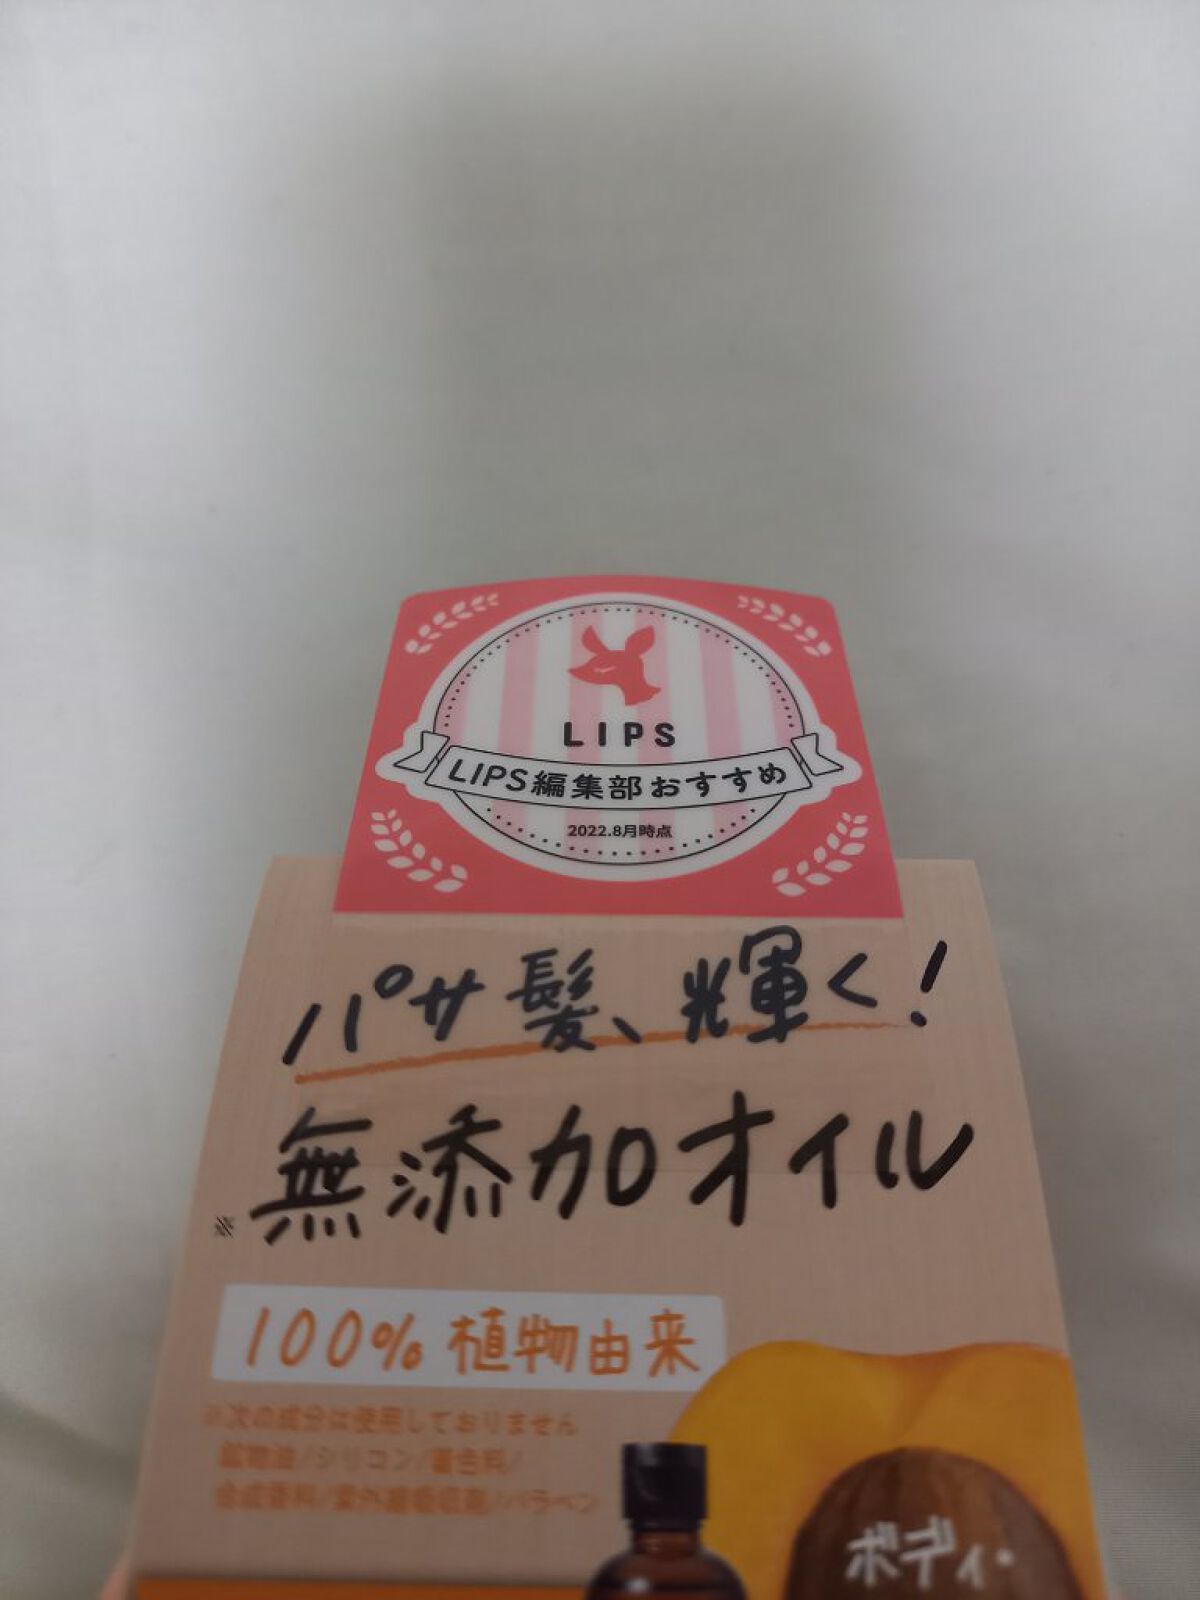 LIPS
LIPS編集部おすすめ
2022.8月時点
パサ髪、輝く!
※無添加オイル
100%植物由来
※次の成分は使用しておりません
鉱物油/シリコン/着色料/
合成香料/紫外線吸収剤/パラベン
ボディ・